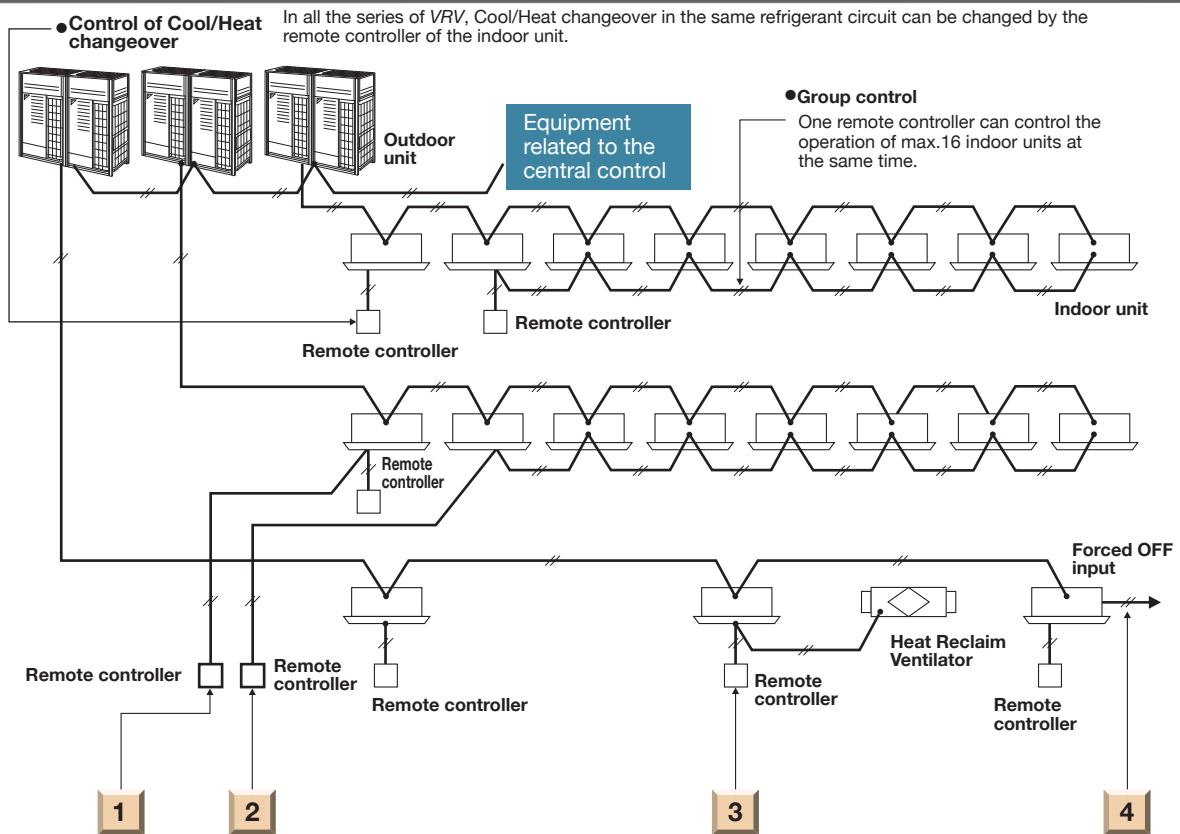 ●Control of Cool/Heat
changeover
In all the series of VRV, Cool/Heat changeover in the same refrigerant circuit can be changed by the
remote controller of the indoor unit.
Outdoor
unit
Equipment
related to the
central control
●Group control
One remote controller can control the
operation of max.16 indoor units at
the same time.
Indoor unit
Remote controller
Remote controller
Remote
controller
Forced OFF
input
Heat Reclaim
Ventilator
Remote controller
Remote
controller
Remote controller
Remote
controller
Remote
controller
1
2
3
4